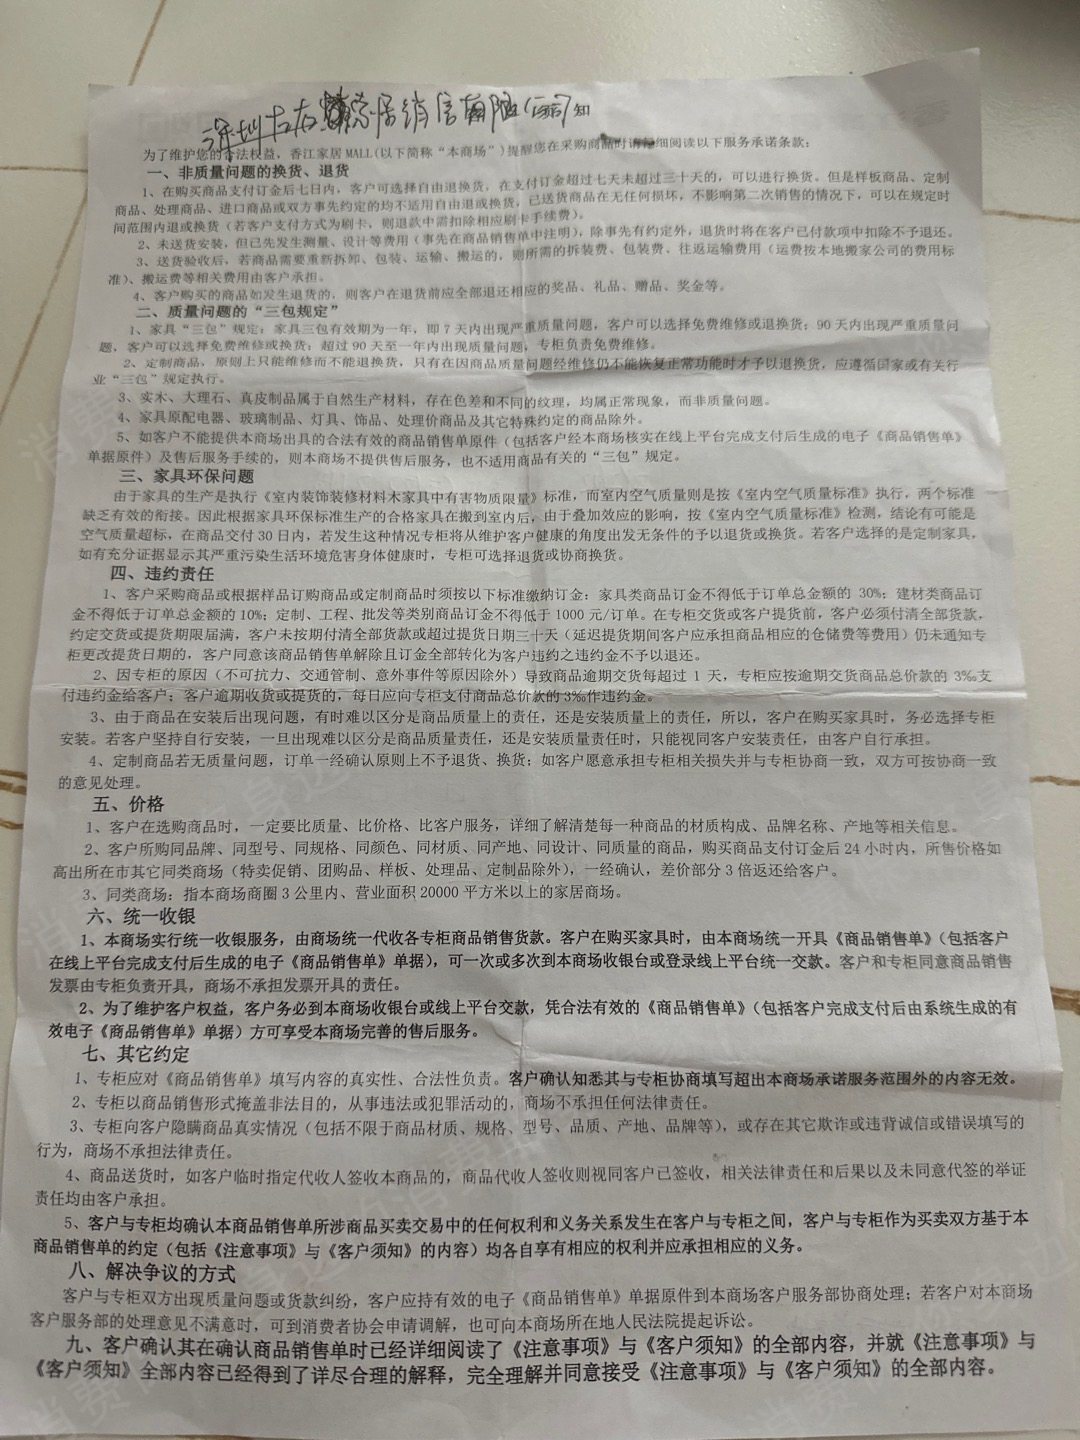 深圳左右家居销售有限公司知
为了维护您的合法权益，香江家居MALL(以下简称“本商场”)提醒您在采购商品时请仔细阅读以下服务承诺条款：
一、非质量问题的换货、退货
1、在购买商品支付订金后七日内，客户可选择自由退换货，在支付订金超过七天未超过三十天的，可以进行换货。但是样板商品、定制
商品、处理商品、进口商品或双方事先约定的均不适用自由退或换货，已送货商品在无任何损坏，不影响第二次销售的情况下，可以在规定时
间范围内退或换货（若客户支付方式为刷卡，则退款中需扣除相应刷卡手续费）。
2、未送货安装，但已先发生测量、设计等费用（事先在商品销售单中注明），除事先有约定外，退货时将在客户已付款项中扣除不予退还。
3、送货验收后，若商品需要重新拆卸、包装、运输、搬运的，则所需的拆装费、包装费、往返运输费用（运费按本地搬家公司的费用标
准）、搬运费等相关费用由客户承担。
4、客户购买的商品如发生退货的，则客户在退货前应全部退还相应的奖品、礼品、赠品、奖金等。
二、质量问题的“三包规定”
1、家具“三包”规定：家具三包有效期为一年，即7天内出现严重质量问题，客户可以选择免费维修或退换货；90天内出现严重质量问
题，客户可以选择免费维修或换货；超过90天至一年内出现质量问题，专柜负责免费维修。
2、定制商品，原则上只能维修而不能退换货，只有在因商品质量问题经维修仍不能恢复正常功能时才予以退换货，应遵循国家或有关行
业“三包”规定执行。
3、实木、大理石、真皮制品属于自然生产材料，存在色差和不同的纹理，均属正常现象，而非质量问题。
4、家具原配电器、玻璃制品、灯具、饰品、处理价商品及其它特殊约定的商品除外。
5、如客户不能提供本商场出具的合法有效的商品销售单原件（包括客户经本商场核实在线上平台完成支付后生成的电子《商品销售单》
单据原件）及售后服务手续的，则本商场不提供售后服务，也不适用商品有关的“三包”规定。
三、家具环保问题
由于家具的生产是执行《室内装饰装修材料木家具中有害物质限量》标准，而室内空气质量则是按《室内空气质量标准》执行，两个标准
缺乏有效的衔接。因此根据家具环保标准生产的合格家具在搬到室内后，由于叠加效应的影响，按《室内空气质量标准》检测，结论有可能是
空气质量超标，在商品交付30日内，若发生这种情况专柜将从维护客户健康的角度出发无条件的予以退货或换货。若客户选择的是定制家具，
如有充分证据显示其严重污染生活环境危害身体健康时，专柜可选择退货或协商换货。
四、违约责任
1、客户采购商品或根据样品订购商品或定制商品时须按以下标准缴纳订金：家具类商品订金不得低于订单总金额的30%；建材类商品订
金不得低于订单总金额的10%；定制、工程、批发等类别商品订金不得低于1000元/订单。在专柜交货或客户提货前，客户必须付清全部货款，
约定交货或提货期限届满，客户未按期付清全部货款或超过提货日期三十天（延迟提货期间客户应承担商品相应的仓储费等费用）仍未通知专
柜更改提货日期的，客户同意该商品销售单解除且订金全部转化为客户违约之违约金不予以退还。
2、因专柜的原因（不可抗力、交通管制、意外事件等原因除外）导致商品逾期交货每超过1天，专柜应按逾期交货商品总价款的3‰支
付违约金给客户；客户逾期收货或提货的，每日应向专柜支付商品总价款的3‰作违约金。
3、由于商品在安装后出现问题，有时难以区分是商品质量上的责任，还是安装质量上的责任，所以，客户在购买家具时，务必选择专柜
安装。若客户坚持自行安装，一旦出现难以区分是商品质量责任，还是安装质量责任时，只能视同客户安装责任，由客户自行承担。
4、定制商品若无质量问题，订单一经确认原则上不予退货、换货；如客户愿意承担专柜相关损失并与专柜协商一致，双方可按协商一致
的意见处理。
五、价格
1、客户在选购商品时，一定要比质量、比价格、比客户服务，详细了解清楚每一种商品的材质构成、品牌名称、产地等相关信息。
2、客户所购同品牌、同型号、同规格、同颜色、同材质、同产地、同设计、同质量的商品，购买商品支付订金后24小时内，所售价格如
高出所在市其它同类商场（特卖促销、团购品、样板、处理品、定制品除外），一经确认，差价部分3倍返还给客户。
3、同类商场：指本商场商圈3公里内、营业面积20000平方米以上的家居商场。
六、统一收银
1、本商场实行统一收银服务，由商场统一代收各专柜商品销售货款。客户在购买家具时，由本商场统一开具《商品销售单》（包括客户
在线上平台完成支付后生成的电子《商品销售单》单据），可一次或多次到本商场收银台或登录线上平台统一交款。客户和专柜同意商品销售
发票由专柜负责开具，商场不承担发票开具的责任。
2、为了维护客户权益，客户务必到本商场收银台或线上平台交款，凭合法有效的《商品销售单》（包括客户完成支付后由系统生成的有
效电子《商品销售单》单据）方可享受本商场完善的售后服务。
七、其它约定
1、专柜应对《商品销售单》填写内容的真实性、合法性负责。客户确认知悉其与专柜协商填写超出本商场承诺服务范围外的内容无效。
2、专柜以商品销售形式掩盖非法目的，从事违法或犯罪活动的，商场不承担任何法律责任。
3、专柜向客户隐瞒商品真实情况（包括不限于商品材质、规格、型号、品质、产地、品牌等），或存在其它欺诈或违背诚信或错误填写的
行为，商场不承担法律责任。
4、商品送货时，如客户临时指定代收人签收本商品的，商品代收人签收则视同客户已签收，相关法律责任和后果以及未同意代签的举证
责任均由客户承担。
5、客户与专柜均确认本商品销售单所涉商品买卖交易中的任何权利和义务关系发生在客户与专柜之间，客户与专柜作为买卖双方基于本
商品销售单的约定（包括《注意事项》与《客户须知》的内容）均各自享有相应的权利并应承担相应的义务。
八、解决争议的方式
客户与专柜双方出现质量问题或货款纠纷，客户应持有效的电子《商品销售单》单据原件到本商场客户服务部协商处理；若客户对本商场
客户服务部的处理意见不满意时，可到消费者协会申请调解，也可向本商场所在地人民法院提起诉讼。
九、客户确认其在确认商品销售单时已经详细阅读了《注意事项》与《客户须知》的全部内容，并就《注意事项》与
《客户须知》全部内容已经得到了详尽合理的解释，完全理解并同意接受《注意事项》与《客户须知》的全部内容。